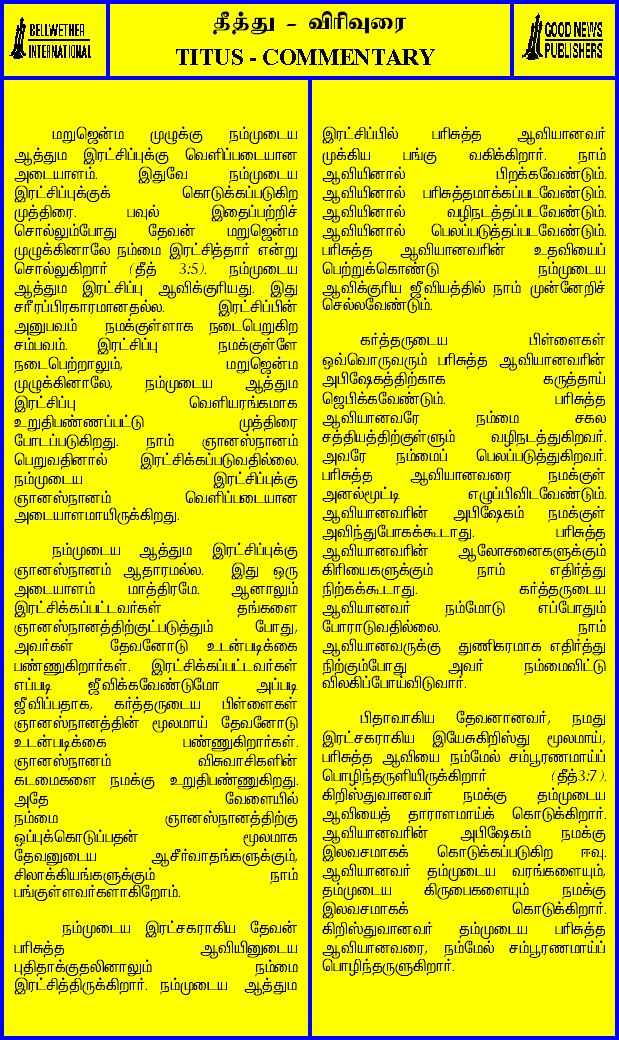 BELLWETHER
INTERNATIONAL
தீத்து - விரிவுரை
TITUS - COMMENTARY
GOOD NEWS
PUBLISHERS
மறுஜென்ம முழுக்கு நம்முடைய
ஆத்தும இரட்சிப்புக்கு வெளிப்படையான
அடையாளம். இதுவே நம்முடைய
இரட்சிப்புக்குக் கொடுக்கப்படுகிற
முத்திரை. பவுல் இதைப்பற்றிச்
சொல்லும்போது தேவன் மறுஜென்ம
முழுக்கினாலே நம்மை இரட்சித்தார் என்று
சொல்லுகிறார் (தீத் 3:5). நம்முடைய
ஆத்தும இரட்சிப்பு ஆவிக்குரியது. இது
சரீரப்பிரகாரமானதல்ல. இரட்சிப்பின்
அனுபவம் நமக்குள்ளாக நடைபெறுகிற
சம்பவம். இரட்சிப்பு நமக்குள்ளே
நடைபெற்றாலும், மறுஜென்ம
முழுக்கினாலே, நம்முடைய ஆத்தும
இரட்சிப்பு வெளியரங்கமாக
உறுதிபண்ணப்பட்டு முத்திரை
போடப்படுகிறது. நாம் ஞானஸ்நானம்
பெறுவதினால் இரட்சிக்கப்படுவதில்லை.
நம்முடைய இரட்சிப்புக்கு
ஞானஸ்நானம் வெளிப்படையான
அடையாளமாயிருக்கிறது.
நம்முடைய ஆத்தும இரட்சிப்புக்கு
ஞானஸ்நானம் ஆதாரமல்ல. இது ஒரு
அடையாளம் மாத்திரமே. ஆனாலும்
இரட்சிக்கப்பட்டவர்கள் தங்களை
ஞானஸ்நானத்திற்குட்படுத்தும் போது,
அவர்கள் தேவனோடு உடன்படிக்கை
பண்ணுகிறார்கள். இரட்சிக்கப்பட்டவர்கள்
எப்படி ஜீவிக்கவேண்டுமோ அப்படி
ஜீவிப்பதாக, கர்த்தருடைய பிள்ளைகள்
ஞானஸ்நானத்தின் மூலமாய் தேவனோடு
உடன்படிக்கை பண்ணுகிறார்கள்.
ஞானஸ்நானம் விசுவாசிகளின்
கடமைகளை நமக்கு உறுதிபண்ணுகிறது.
அதே வேளையில்
நம்மை ஞானஸ்நானத்திற்கு
ஒப்புக்கொடுப்பதன் மூலமாக
தேவனுடைய ஆசீர்வாதங்களுக்கும்,
சிலாக்கியங்களுக்கும் நாம்
பங்குள்ளவர்களாகிறோம்.
நம்முடைய இரட்சகராகிய தேவன்
பரிசுத்த ஆவியினுடைய
புதிதாக்குதலினாலும் நம்மை
இரட்சித்திருக்கிறார். நம்முடைய ஆத்தும
இரட்சிப்பில் பரிசுத்த ஆவியானவர்
முக்கிய பங்கு வகிக்கிறார். நாம்
ஆவியினால் பிறக்கவேண்டும்.
ஆவியினால் பரிசுத்தமாக்கப்படவேண்டும்.
ஆவியினால் வழிநடத்தப்படவேண்டும்.
ஆவியினால் பெலப்படுத்தப்படவேண்டும்.
பரிசுத்த ஆவியானவரின் உதவியைப்
பெற்றுக்கொண்டு நம்முடைய
ஆவிக்குரிய ஜீவியத்தில் நாம் முன்னேறிச்
செல்லவேண்டும்.
கர்த்தருடைய பிள்ளைகள்
ஒவ்வொருவரும் பரிசுத்த ஆவியானவரின்
அபிஷேகத்திற்காக கருத்தாய்
ஜெபிக்கவேண்டும். பரிசுத்த
ஆவியானவரே நம்மை சகல
சத்தியத்திற்குள்ளும் வழிநடத்துகிறவர்.
அவரே நம்மைப் பெலப்படுத்துகிறவர்.
பரிசுத்த ஆவியானவரை நமக்குள்
அனல்மூட்டி எழுப்பிவிடவேண்டும்.
ஆவியானவரின் அபிஷேகம் நமக்குள்
அவிந்துபோகக்கூடாது. பரிசுத்த
ஆவியானவரின் ஆலோசனைகளுக்கும்
கிரியைகளுக்கும் நாம் எதிர்த்து
நிற்கக்கூடாது. கர்த்தருடைய
ஆவியானவர் நம்மோடு எப்போதும்
போராடுவதில்லை. நாம்
ஆவியானவருக்கு துணிகரமாக எதிர்த்து
நிற்கும்போது அவர் நம்மைவிட்டு
விலகிப்போய்விடுவார்.
பிதாவாகிய தேவனானவர், நமது
இரட்சகராகிய இயேசுகிறிஸ்து மூலமாய்,
பரிசுத்த ஆவியை நம்மேல் சம்பூரணமாய்ப்
பொழிந்தருளியிருக்கிறார் (தீத்3:7).
கிறிஸ்துவானவர் நமக்கு தம்முடைய
ஆவியைத் தாராளமாய்க் கொடுக்கிறார்.
ஆவியானவரின் அபிஷேகம் நமக்கு
இலவசமாகக் கொடுக்கப்படுகிற ஈவு.
ஆவியானவர் தம்முடைய வரங்களையும்,
தம்முடைய கிருபைகளையும் நமக்கு
இலவசமாகக் கொடுக்கிறார்.
கிறிஸ்துவானவர் தம்முடைய பரிசுத்த
ஆவியானவரை, நம்மேல் சம்பூரணமாய்ப்
பொழிந்தருளுகிறார்.